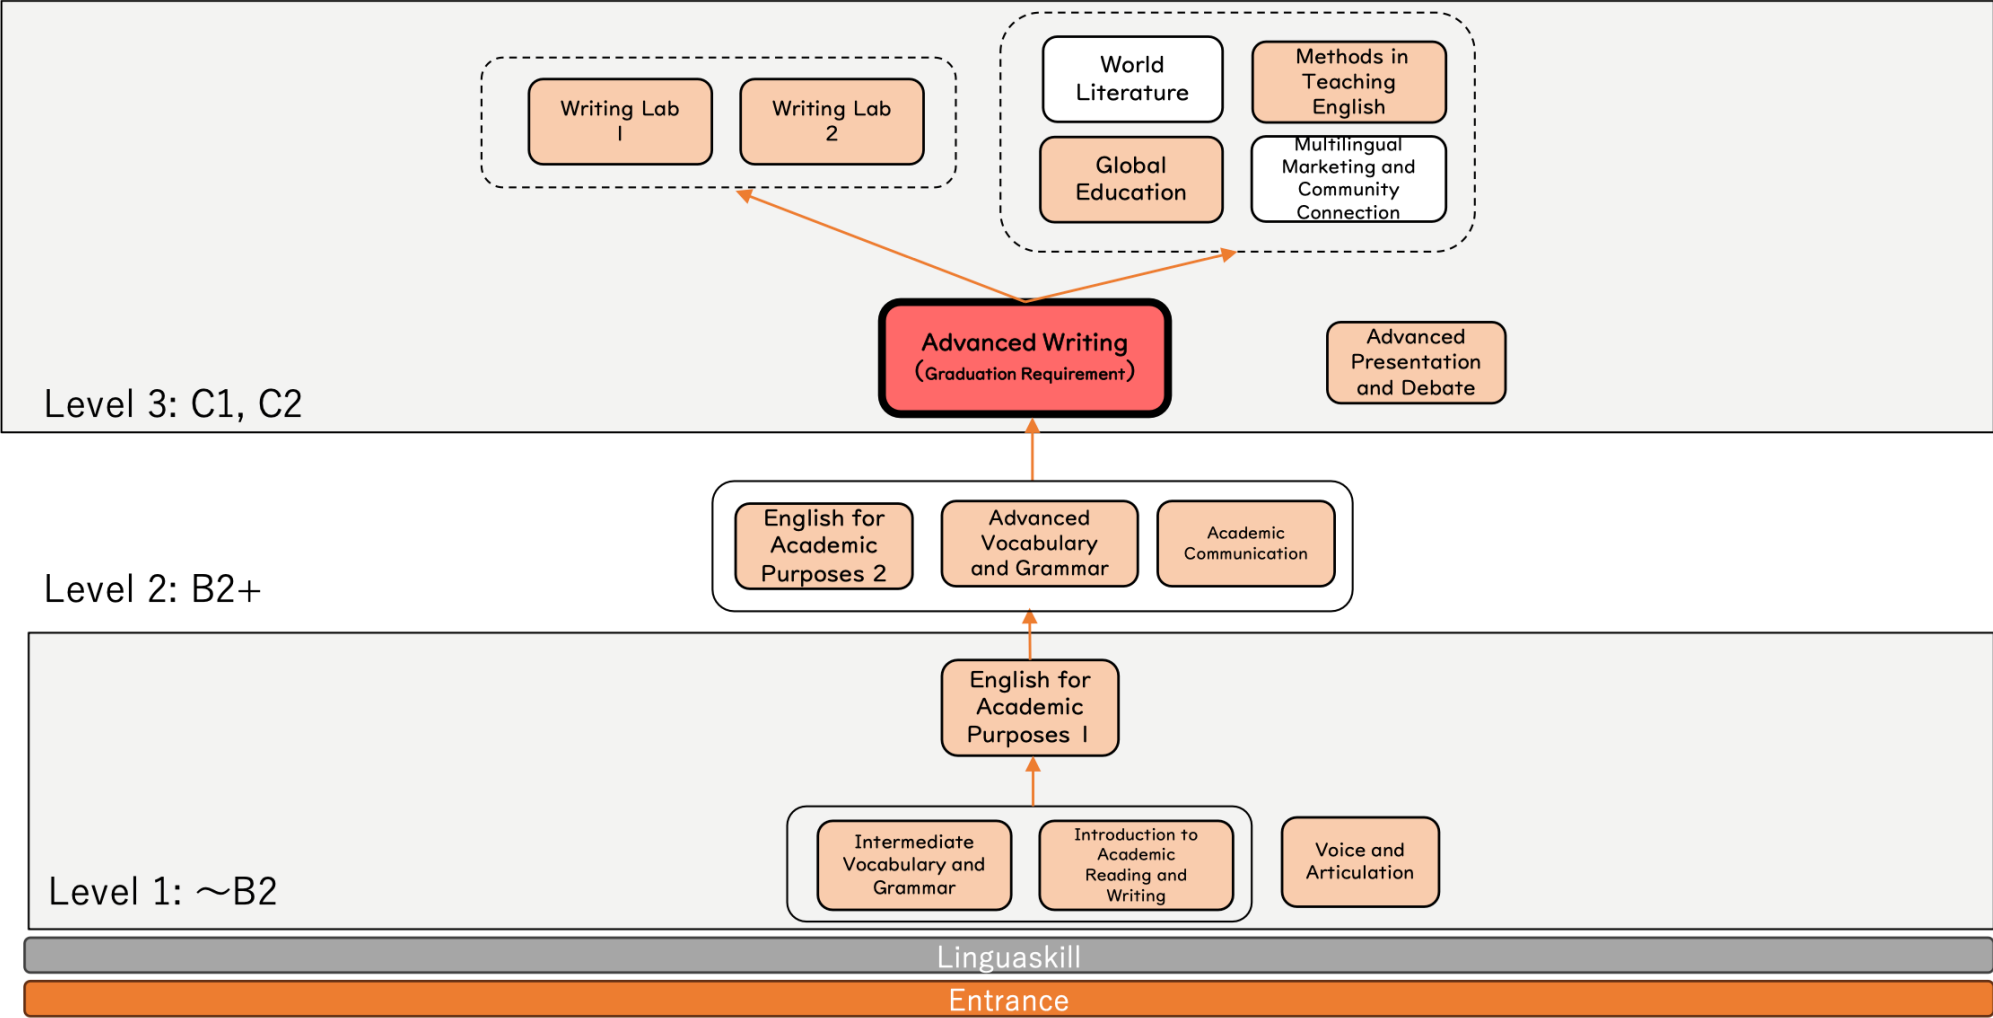 World
Literature
Methods in
Teaching
English
Writing Lab
1
Writing Lab
2
Global
Education
Multilingual
Marketing and
Community
Connection
Advanced Writing
(Graduation Requirement)
Advanced
Presentation
and Debate
Level 3: C1, C2
English for
Academic
Purposes 2
Advanced
Vocabulary
and Grammar
Academic
Communication
Level 2: B2+
English for
Academic
Purposes 1
Intermediate
Vocabulary and
Grammar
Introduction to
Academic
Reading and
Writing
Voice and
Articulation
Level 1: ～B2
Linguaskill
Entrance